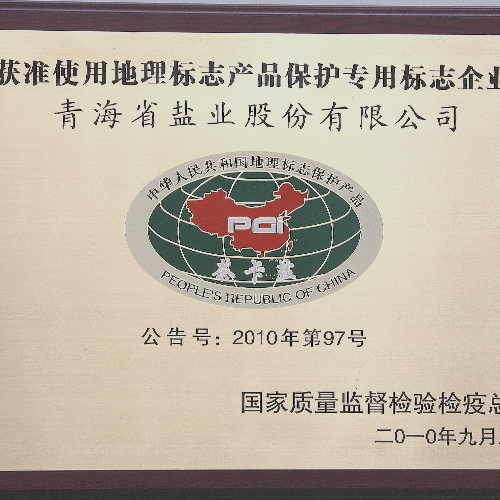 获准使用地理标志产品保护专用标志企业
青海省盐业股份有限公司
中华人民共和国地理标志保护产品
PGI
茶卡盐
PEOPLE'S REPUBLIC OF CHINA
公告号：2010年第97号
国家质量监督检验检疫总
二〇一〇年九月